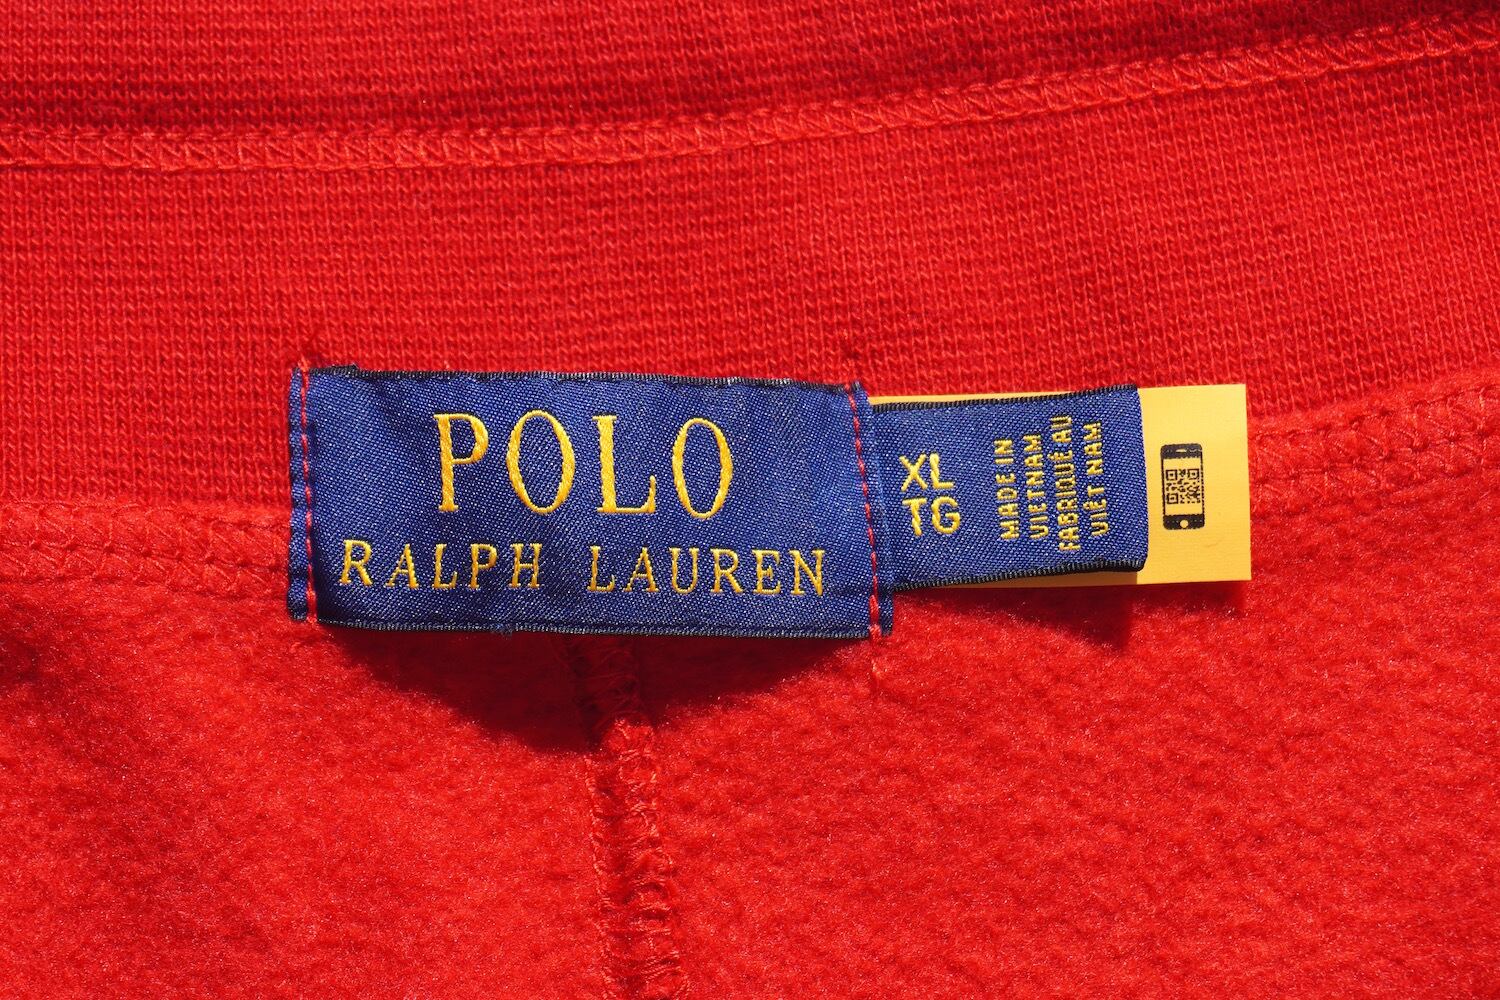 POLO
RALPH LAUREN
XL
TG
MADE IN
VIETNAM
FABRIQUÉ AU
VIÊT NAM